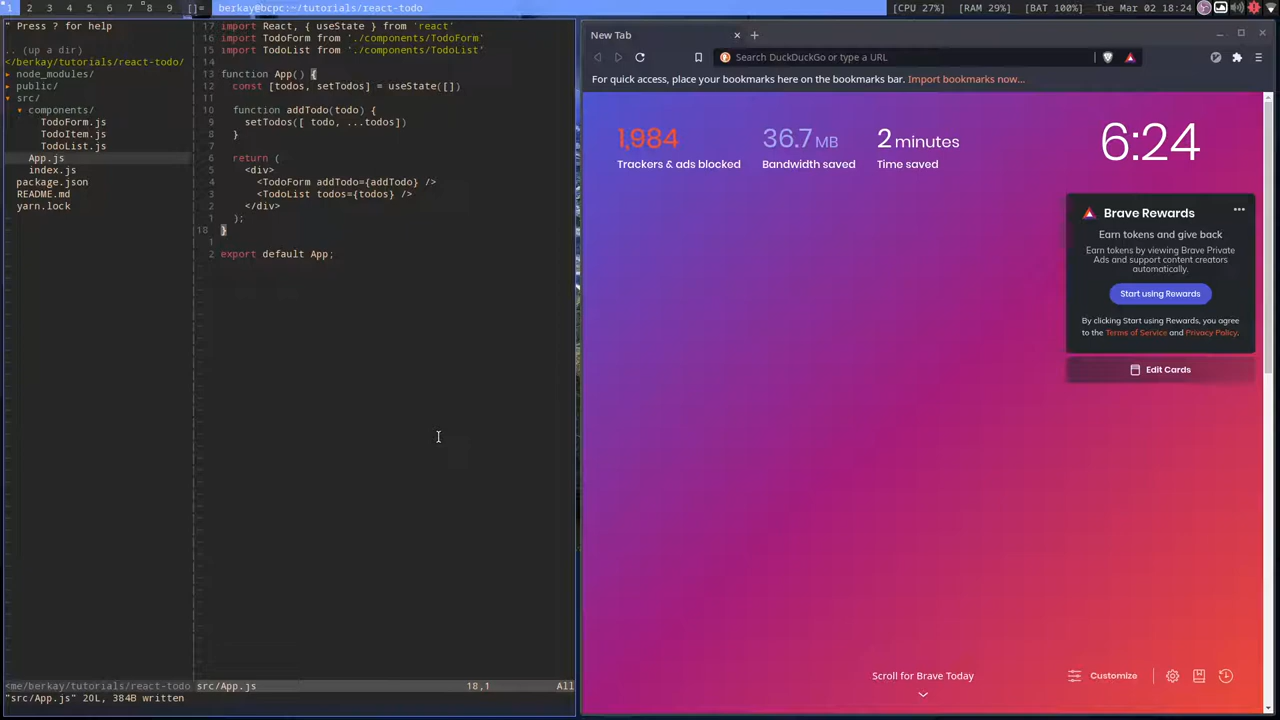 1 2 3 4 5 6 7 8 9 []= berkay@bcpc:~/tutorials/react-todo [CPU 27%] [RAM 29%] [BAT 100%] Tue Mar 02 18:24
" Press ? for help
.. (up a dir)
</berkay/tutorials/react-todo/
▸ node_modules/
▸ public/
▾ src/
▾ components/
TodoForm.js
TodoItem.js
TodoList.js
App.js
index.js
package.json
README.md
yarn.lock
17 import React, { useState } from 'react'
16 import TodoForm from './components/TodoForm'
15 import TodoList from './components/TodoList'
14
13 function App() {
12 const [todos, setTodos] = useState([])
11
10 function addTodo(todo) {
9 setTodos([ todo, ...todos])
8 }
7
6 return (
5 <div>
4 <TodoForm addTodo={addTodo} />
3 <TodoList todos={todos} />
2 </div>
1 );
18 }
1
2 export default App;
<me/berkay/tutorials/react-todo src/App.js 18,1 All
"src/App.js" 20L, 384B written
New Tab
Search DuckDuckGo or type a URL
For quick access, place your bookmarks here on the bookmarks bar. Import bookmarks now...
1,984 36.7 MB 2 minutes
Trackers & ads blocked Bandwidth saved Time saved
6:24
Brave Rewards
Earn tokens and give back
Earn tokens by viewing Brave Private
Ads and support content creators
automatically.
Start using Rewards
By clicking Start using Rewards, you agree
to the Terms of Service and Privacy Policy.
Edit Cards
Scroll for Brave Today
Customize